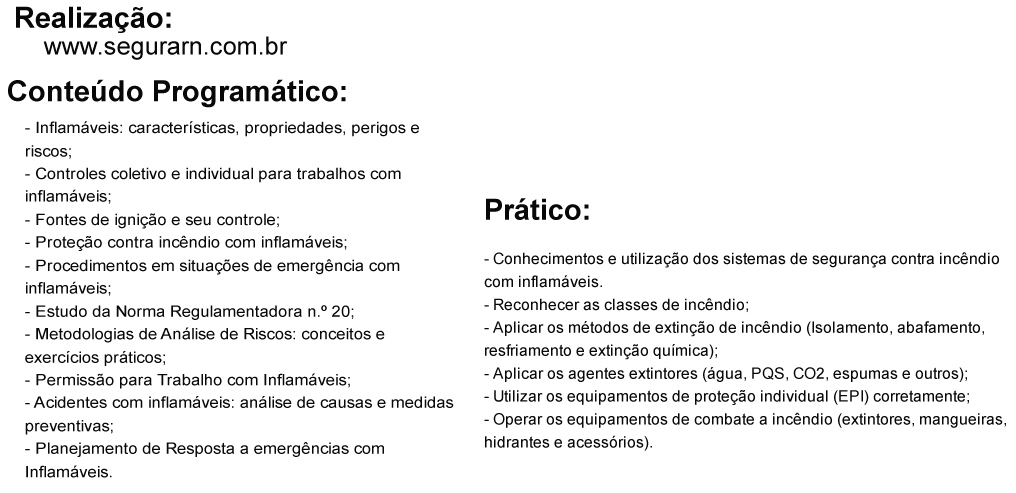 Realização:
www.segurarn.com.br
Conteúdo Programático:
- Inflamáveis: características, propriedades, perigos e
riscos;
- Controles coletivo e individual para trabalhos com
inflamáveis;
- Fontes de ignição e seu controle;
- Proteção contra incêndio com inflamáveis;
- Procedimentos em situações de emergência com
inflamáveis;
- Estudo da Norma Regulamentadora n.º 20;
- Metodologias de Análise de Riscos: conceitos e
exercícios práticos;
- Permissão para Trabalho com Inflamáveis;
- Acidentes com inflamáveis: análise de causas e medidas
preventivas;
- Planejamento de Resposta a emergências com
Inflamáveis.
Prático:
- Conhecimentos e utilização dos sistemas de segurança contra incêndio
com inflamáveis.
- Reconhecer as classes de incêndio;
- Aplicar os métodos de extinção de incêndio (Isolamento, abafamento,
resfriamento e extinção química);
- Aplicar os agentes extintores (água, PQS, CO2, espumas e outros);
- Utilizar os equipamentos de proteção individual (EPI) corretamente;
- Operar os equipamentos de combate a incêndio (extintores, mangueiras,
hidrantes e acessórios).